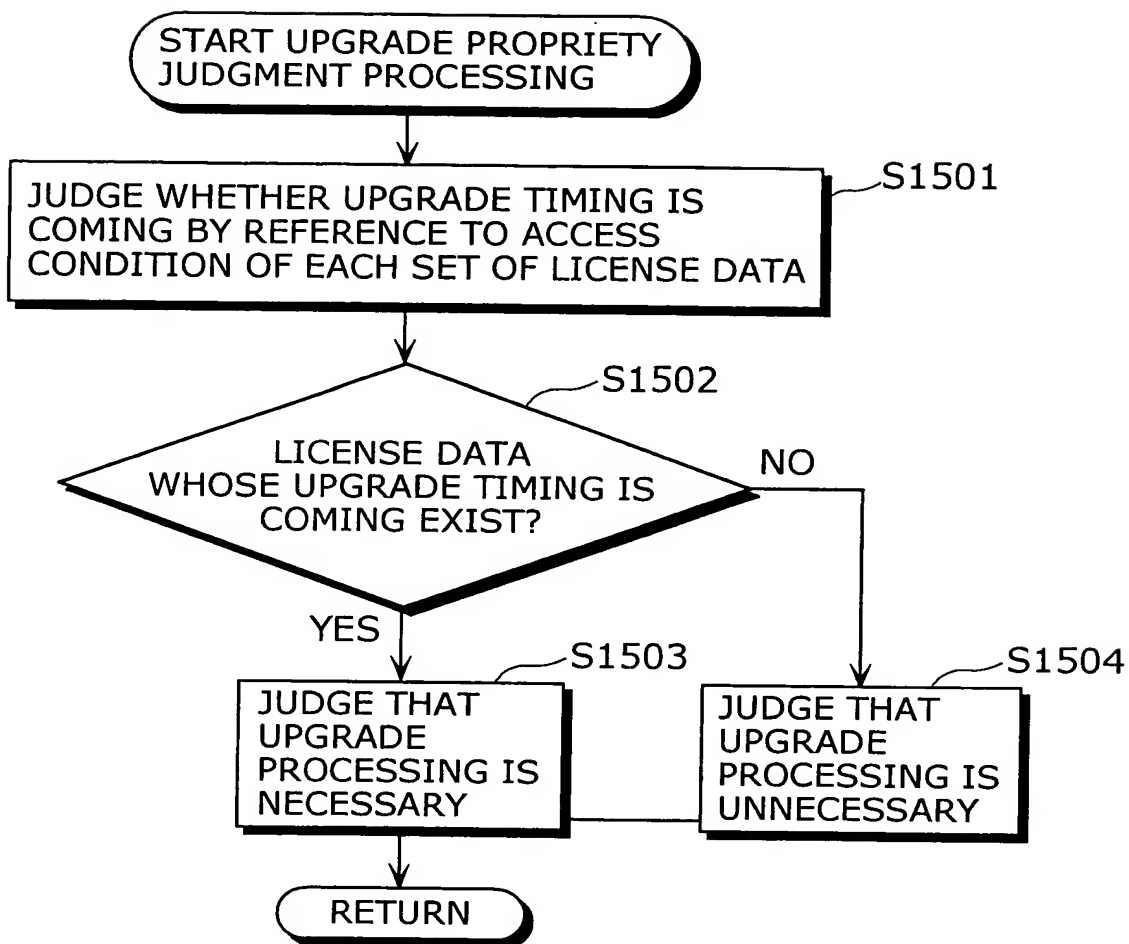 START UPGRADE PROPRIETY
JUDGMENT PROCESSING
S1501
JUDGE WHETHER UPGRADE TIMING IS
COMING BY REFERENCE TO ACCESS
CONDITION OF EACH SET OF LICENSE DATA
S1502
LICENSE DATA
WHOSE UPGRADE TIMING IS
COMING EXIST?
NO
YES
S1503
JUDGE THAT
UPGRADE
PROCESSING IS
NECESSARY
S1504
JUDGE THAT
UPGRADE
PROCESSING IS
UNNECESSARY
RETURN